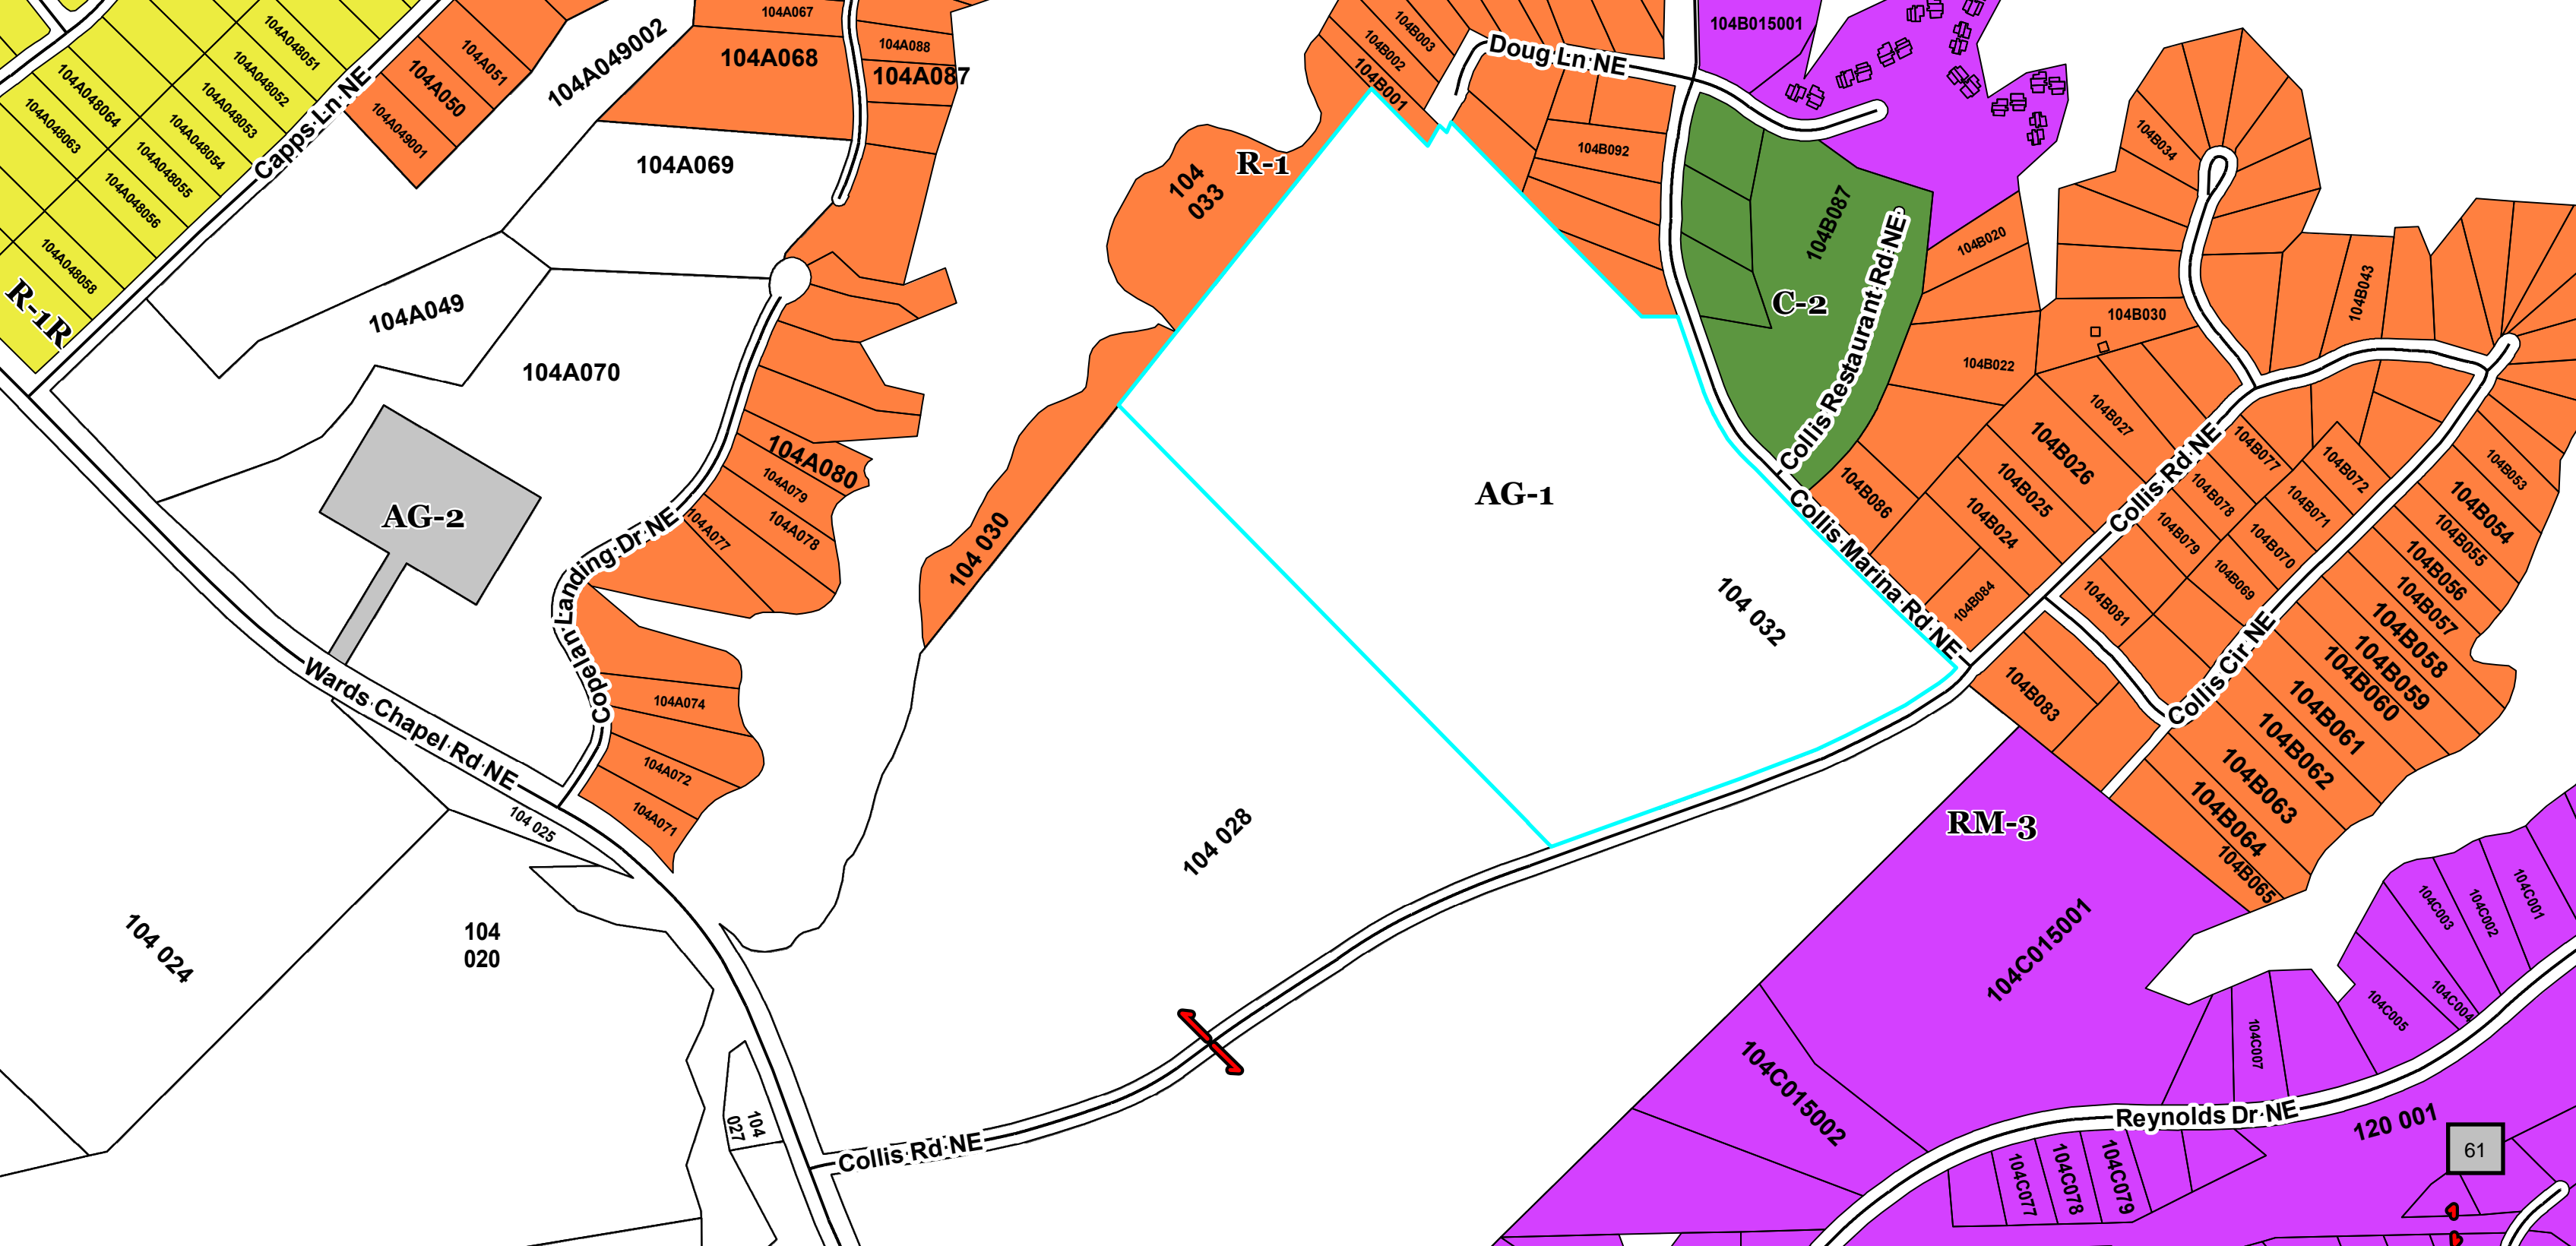 104A048051
104A048052
104A048053
104A048054
104A048055
104A048056
104A048064
104A048063
104A048058
R-1R
Capps Ln NE
104A051
104A050
104A049001
104A049002
104A067
104A068
104A088
104A087
104A069
104A049
104A070
AG-2
104A080
104A079
104A078
104A077
Copelan Landing Dr NE
104A074
104A072
104A071
Wards Chapel Rd NE
104 025
104 024
104
020
104
027
Collis Rd NE
104
033
R-1
104 030
104 028
104B003
104B002
104B001
Doug Ln NE
104B092
104B015001
104B087
C-2
Collis Restaurant Rd NE
AG-1
104 032
Collis Marina Rd NE
104B020
104B022
104B034
104B030
104B043
104B027
104B026
104B025
104B024
104B086
104B084
Collis Rd NE
104B077
104B078
104B079
104B081
104B072
104B071
104B070
104B069
104B083
Collis Cir NE
104B053
104B054
104B055
104B056
104B057
104B058
104B059
104B060
104B061
104B062
104B063
104B064
104B065
RM-3
104C015001
104C015002
104C001
104C002
104C003
104C004
104C005
104C007
Reynolds Dr NE
120 001
61
104C077
104C078
104C079